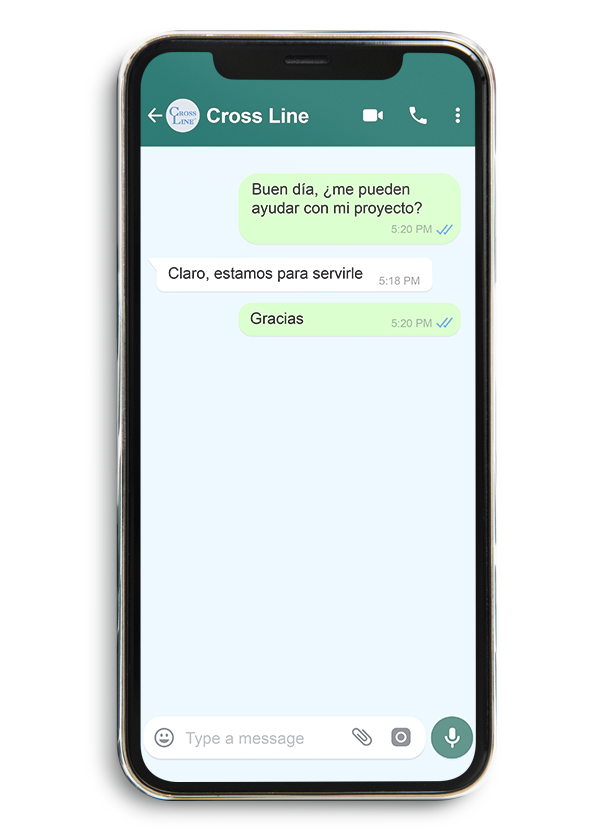 CROSS
LINE
Cross Line
Buen día, ¿me pueden
ayudar con mi proyecto?
5:20 PM
Claro, estamos para servirle
5:18 PM
Gracias
5:20 PM
Type a message